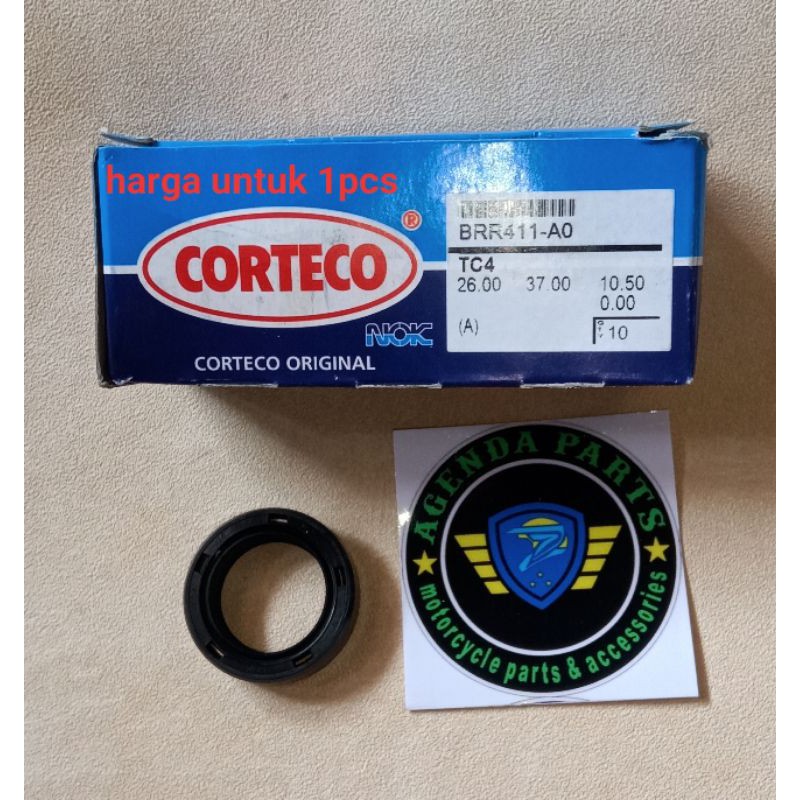 harga untuk 1pcs
CORTECO
®
NOK
CORTECO ORIGINAL
BRR411-A0
TC4
26.00 37.00 10.50
0.00
(A)
QTY 10
AGENDA PARTS
motorcycle parts & accessories